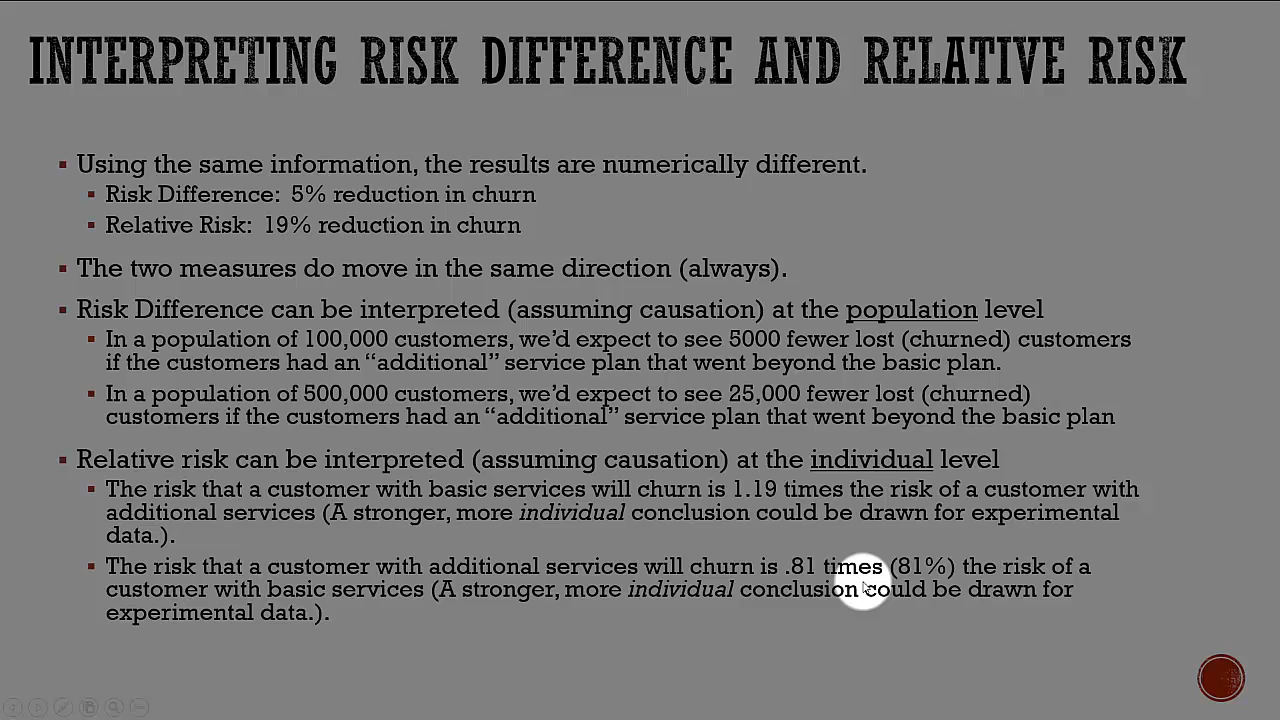 INTERPRETING RISK DIFFERENCE AND RELATIVE RISK
Using the same information, the results are numerically different.
Risk Difference: 5% reduction in churn
Relative Risk: 19% reduction in churn
The two measures do move in the same direction (always).
Risk Difference can be interpreted (assuming causation) at the population level
In a population of 100,000 customers, we'd expect to see 5000 fewer lost (churned) customers
if the customers had an "additional" service plan that went beyond the basic plan.
In a population of 500,000 customers, we'd expect to see 25,000 fewer lost (churned)
customers if the customers had an "additional" service plan that went beyond the basic plan
Relative risk can be interpreted (assuming causation) at the individual level
The risk that a customer with basic services will churn is 1.19 times the risk of a customer with
additional services (A stronger, more individual conclusion could be drawn for experimental
data.).
The risk that a customer with additional services will churn is .81 times (81%) the risk of a
customer with basic services (A stronger, more individual conclusion could be drawn for
experimental data.).